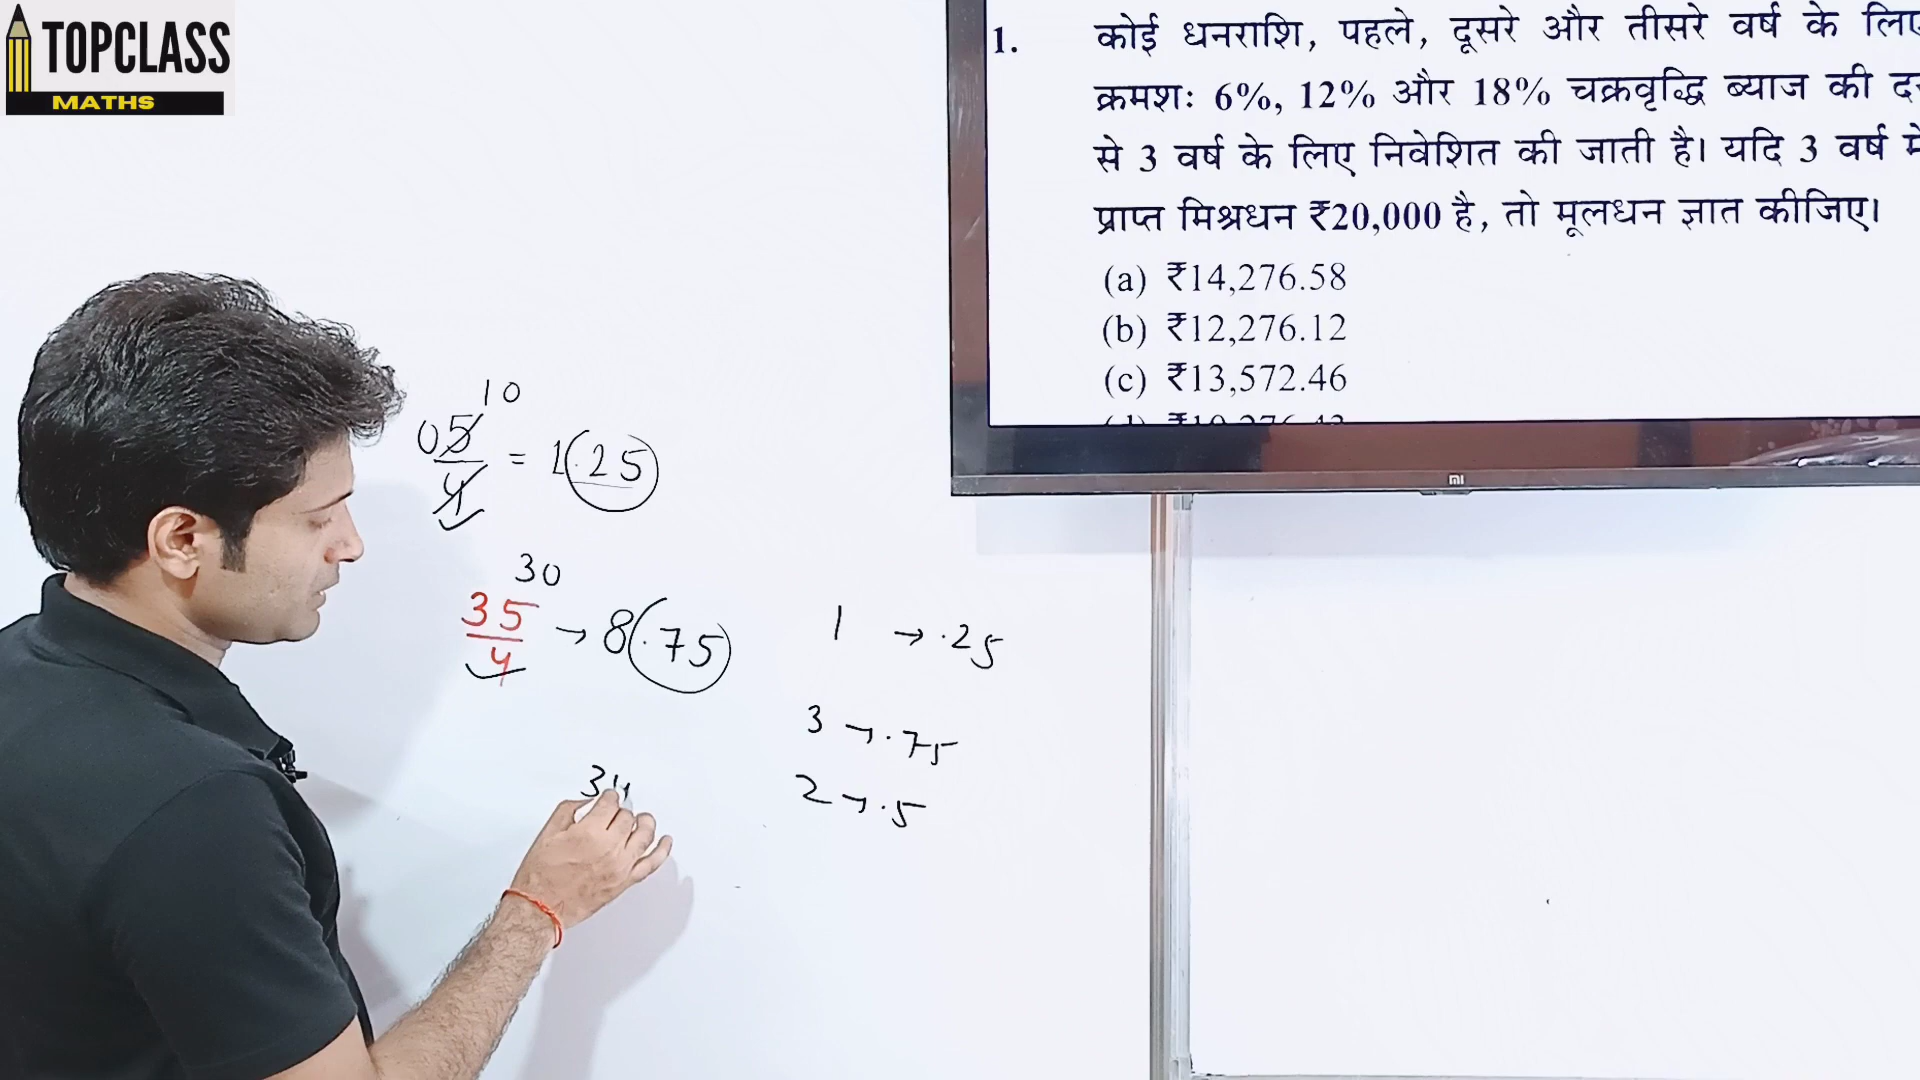 TOPCLASS
MATHS
1. कोई धनराशि, पहले, दूसरे और तीसरे वर्ष के
क्रमशः 6%, 12% और 18% चक्रवृद्धि ब्याज की
से 3 वर्ष के लिए निवेशित की जाती है। यदि 3 वर्ष
प्राप्त मिश्रधन ₹20,000 है, तो मूलधन ज्ञात कीजिए।
(a) ₹14,276.58
(b) ₹12,276.12
(c) ₹13,572.46
mi
10
05
4 = 1.25
30
35
4 → 8.75
1 → .25
3 → .75
2 → .5
34